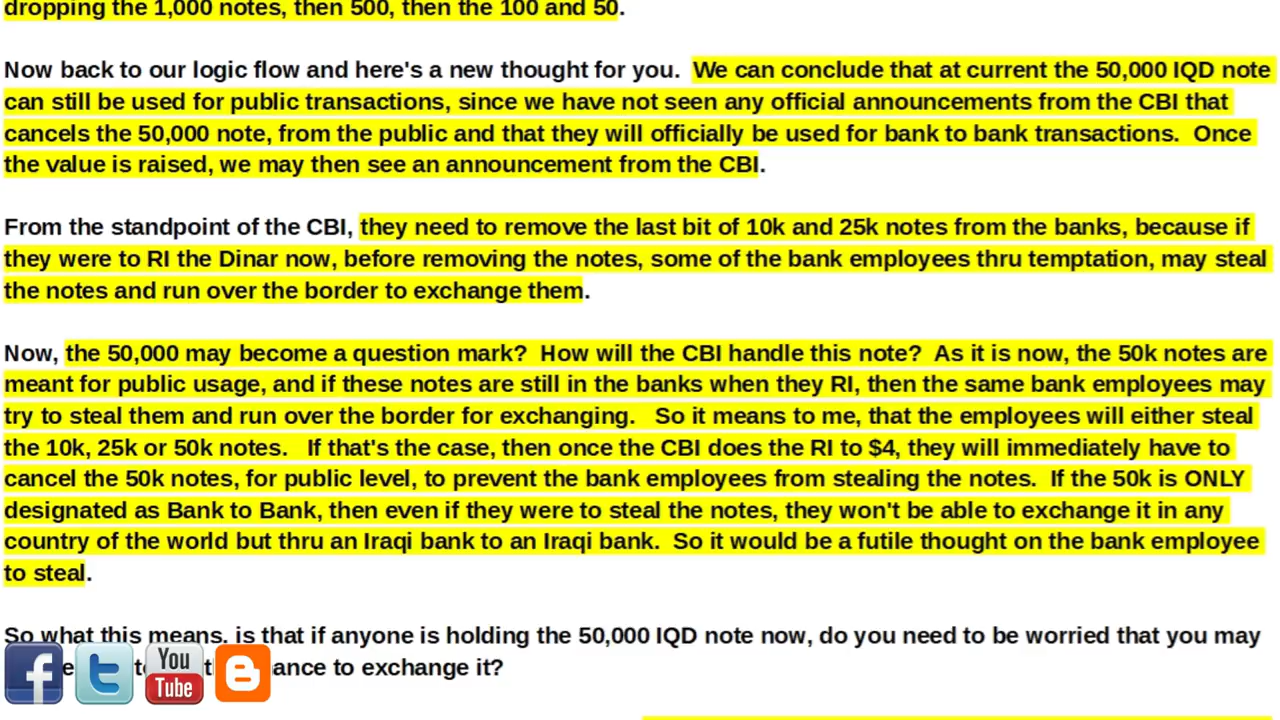 dropping the 1,000 notes, then 500, then the 100 and 50.
Now back to our logic flow and here's a new thought for you.  We can conclude that at current the 50,000 IQD note
can still be used for public transactions, since we have not seen any official announcements from the CBI that
cancels the 50,000 note, from the public and that they will officially be used for bank to bank transactions.  Once
the value is raised, we may then see an announcement from the CBI.
From the standpoint of the CBI, they need to remove the last bit of 10k and 25k notes from the banks, because if
they were to RI the Dinar now, before removing the notes, some of the bank employees thru temptation, may steal
the notes and run over the border to exchange them.
Now, the 50,000 may become a question mark?  How will the CBI handle this note?  As it is now, the 50k notes are
meant for public usage, and if these notes are still in the banks when they RI, then the same bank employees may
try to steal them and run over the border for exchanging.   So it means to me, that the employees will either steal
the 10k, 25k or 50k notes.   If that's the case, then once the CBI does the RI to $4, they will immediately have to
cancel the 50k notes, for public level, to prevent the bank employees from stealing the notes.  If the 50k is ONLY
designated as Bank to Bank, then even if they were to steal the notes, they won't be able to exchange it in any
country of the world but thru an Iraqi bank to an Iraqi bank.  So it would be a futile thought on the bank employee
to steal.
So what this means, is that if anyone is holding the 50,000 IQD note now, do you need to be worried that you may
to exchange it?
You
Tube